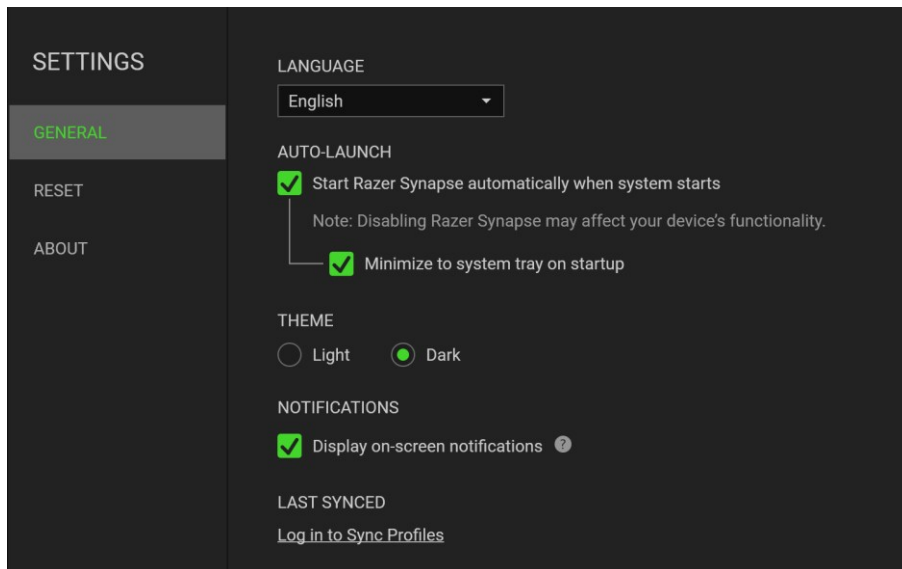 SETTINGS
GENERAL
RESET
ABOUT
LANGUAGE
English
AUTO-LAUNCH
Start Razer Synapse automatically when system starts
Note: Disabling Razer Synapse may affect your device’s functionality.
Minimize to system tray on startup
THEME
Light Dark
NOTIFICATIONS
Display on-screen notifications ?
LAST SYNCED
Log in to Sync Profiles